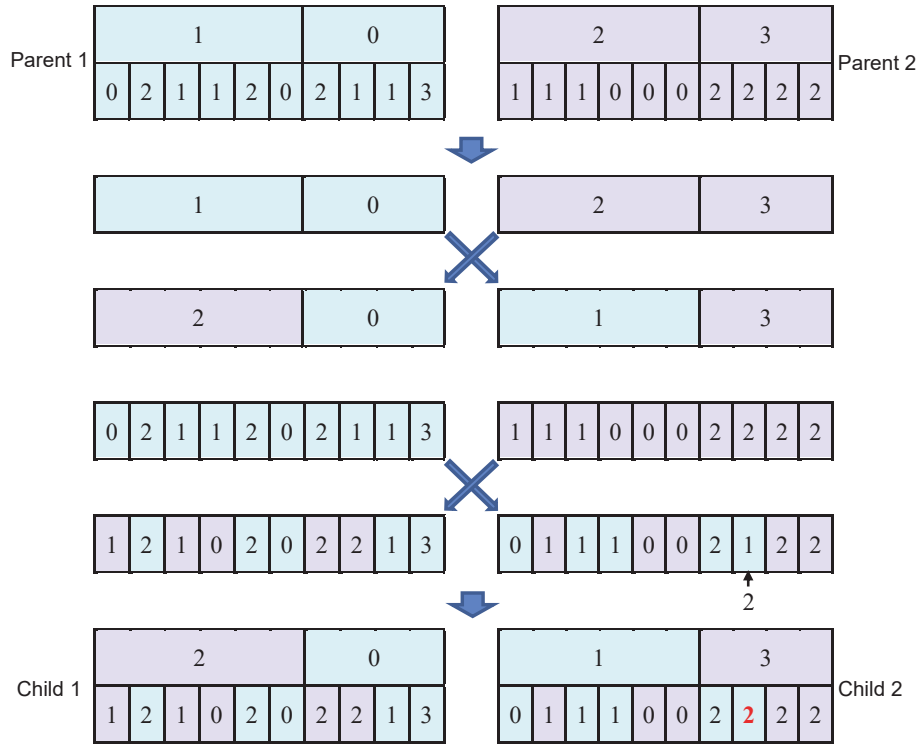 1 0 2 3
Parent 1 Parent 2
0 2 1 1 2 0 2 1 1 3 1 1 1 0 0 0 2 2 2 2
1 0 2 3
2 0 1 3
0 2 1 1 2 0 2 1 1 3 1 1 1 0 0 0 2 2 2 2
1 2 1 0 2 0 2 2 1 3 0 1 1 1 0 0 2 1 2 2
2
2 0 1 3
Child 1 Child 2
1 2 1 0 2 0 2 2 1 3 0 1 1 1 0 0 2 2 2 2